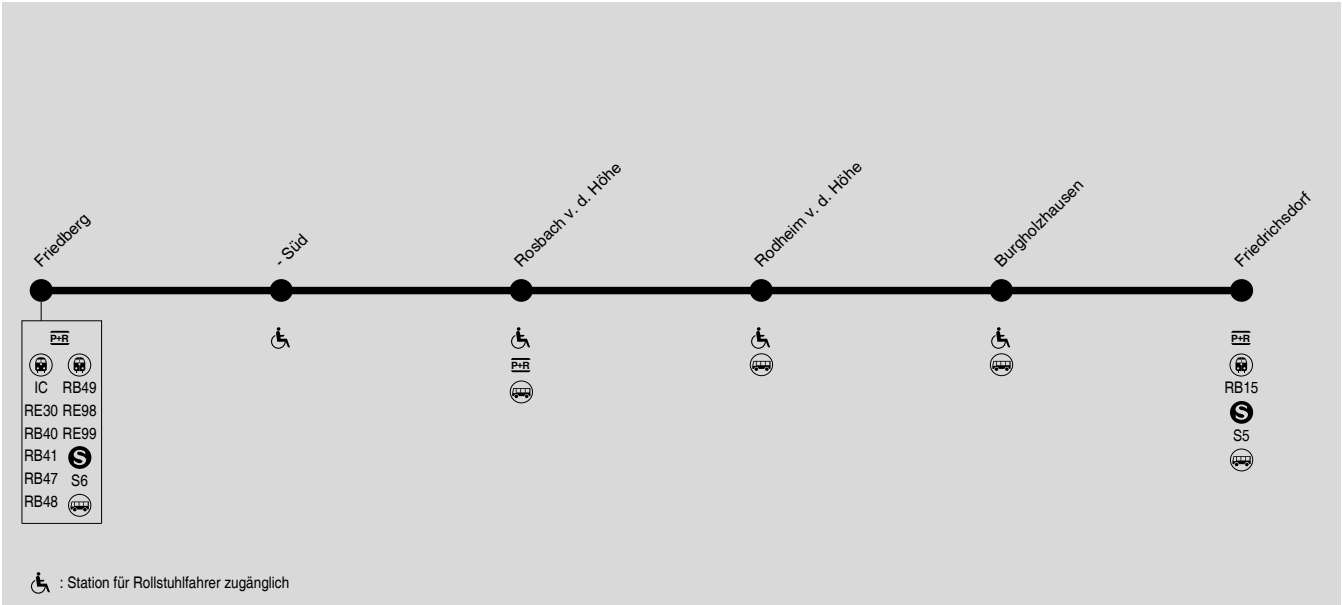 Friedberg
- Süd
Rosbach v. d. Höhe
Rodheim v. d. Höhe
Burgholzhausen
Friedrichsdorf
P+R
IC RB49
RE30 RE98
RB40 RE99
RB41 S
RB47 S6
RB48
P+R
P+R
RB15
S
S5
: Station für Rollstuhlfahrer zugänglich